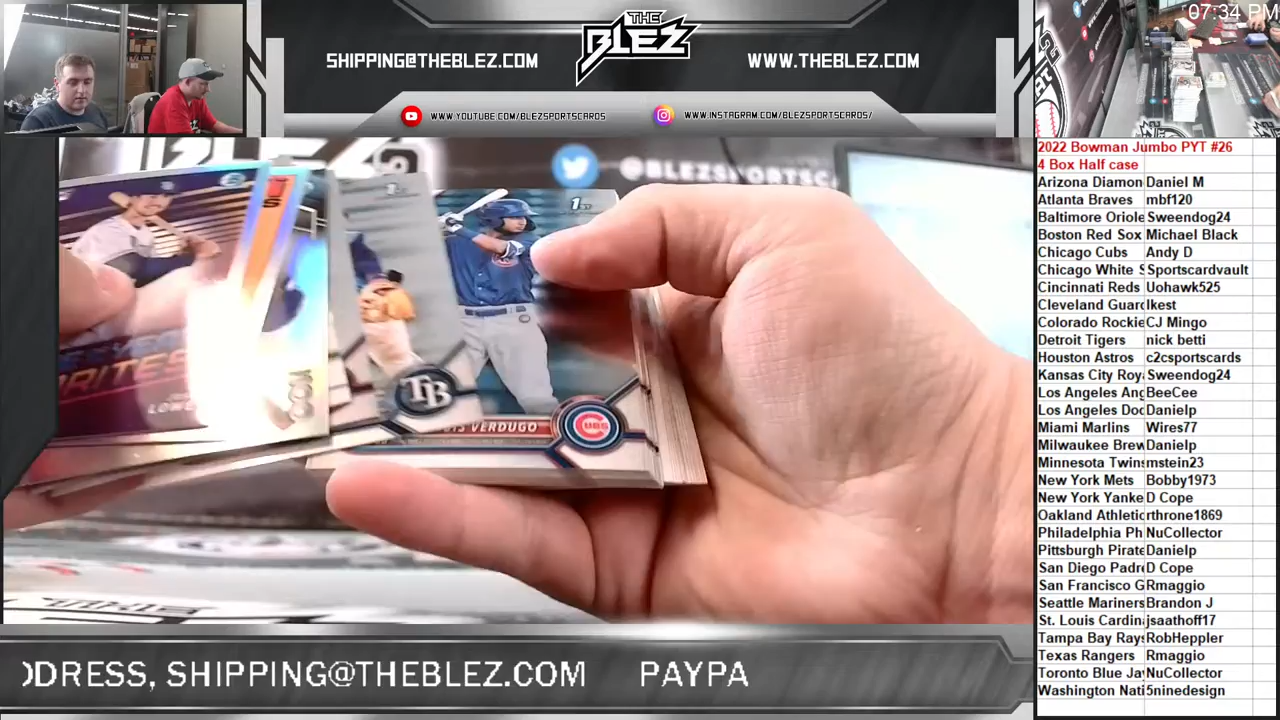 THE
BLEZ
SHIPPING@THEBLEZ.COM
WWW.THEBLEZ.COM
WWW.YOUTUBE.COM/BLEZSPORTSCARDS
WWW.INSTAGRAM.COM/BLEZSPORTSCARDS/
07:34 PM
@BLEZSPORTSC
1st
TB
VERDUGO
CUBS
2022 Bowman Jumbo PYT #26
4 Box Half case
Arizona Diamon Daniel M
Atlanta Braves mbf120
Baltimore Oriole Sweendog24
Boston Red Sox Michael Black
Chicago Cubs Andy D
Chicago White S Sportscardvault
Cincinnati Reds Uohawk525
Cleveland Guard Ikest
Colorado Rockie CJ Mingo
Detroit Tigers nick betti
Houston Astros c2csportscards
Kansas City Roy Sweendog24
Los Angeles Ang BeeCee
Los Angeles Dod Danielp
Miami Marlins Wires77
Milwaukee Brew Danielp
Minnesota Twins mstein23
New York Mets Bobby1973
New York Yanke D Cope
Oakland Athletic rthrone1869
Philadelphia Ph NuCollector
Pittsburgh Pirate Danielp
San Diego Padre D Cope
San Francisco G Rmaggio
Seattle Mariners Brandon J
St. Louis Cardin jsaathoff17
Tampa Bay Rays RobHeppler
Texas Rangers Rmaggio
Toronto Blue Ja NuCollector
Washington Nati 5ninedesign
DDRESS, SHIPPING@THEBLEZ.COM PAYPA